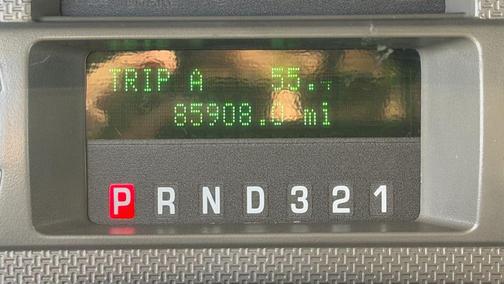 TRIP A 55.
85908. mi
P R N D 3 2 1